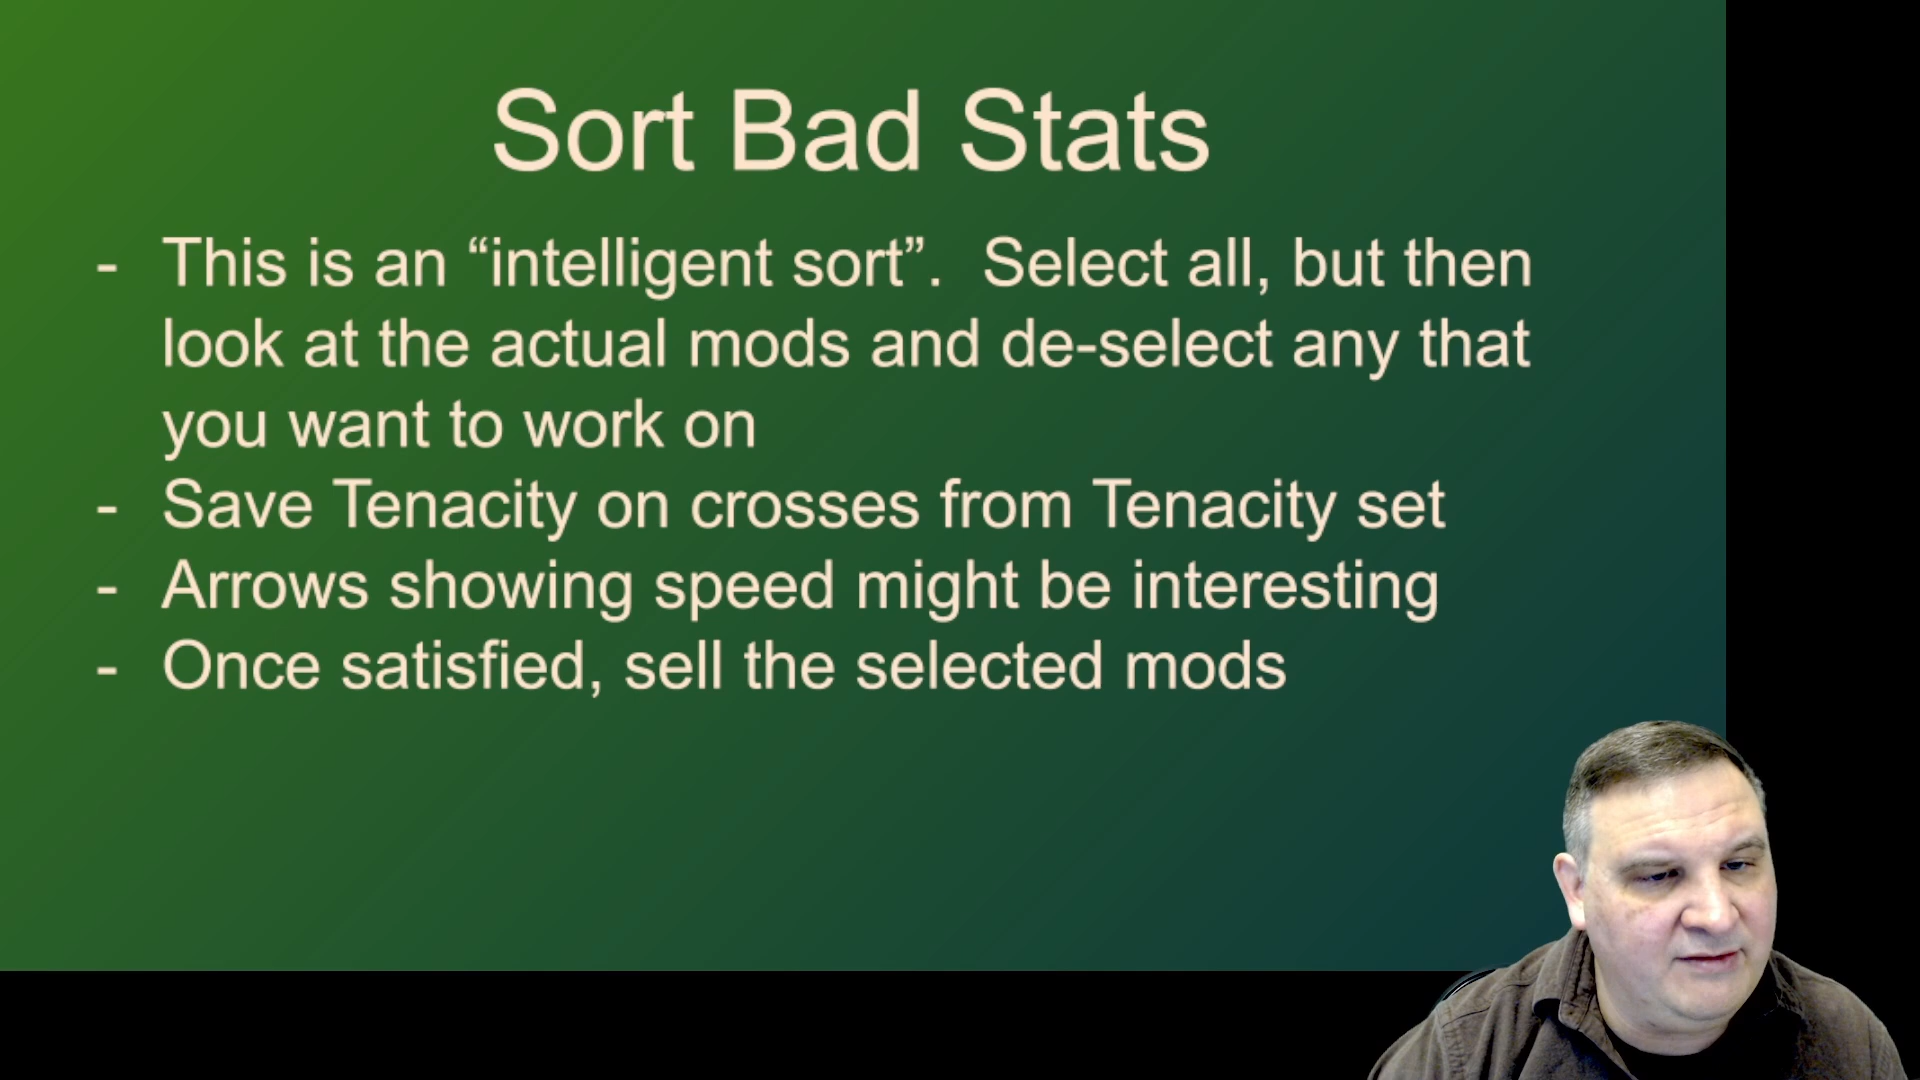 Sort Bad Stats
- This is an “intelligent sort”.  Select all, but then
look at the actual mods and de-select any that
you want to work on
- Save Tenacity on crosses from Tenacity set
- Arrows showing speed might be interesting
- Once satisfied, sell the selected mods